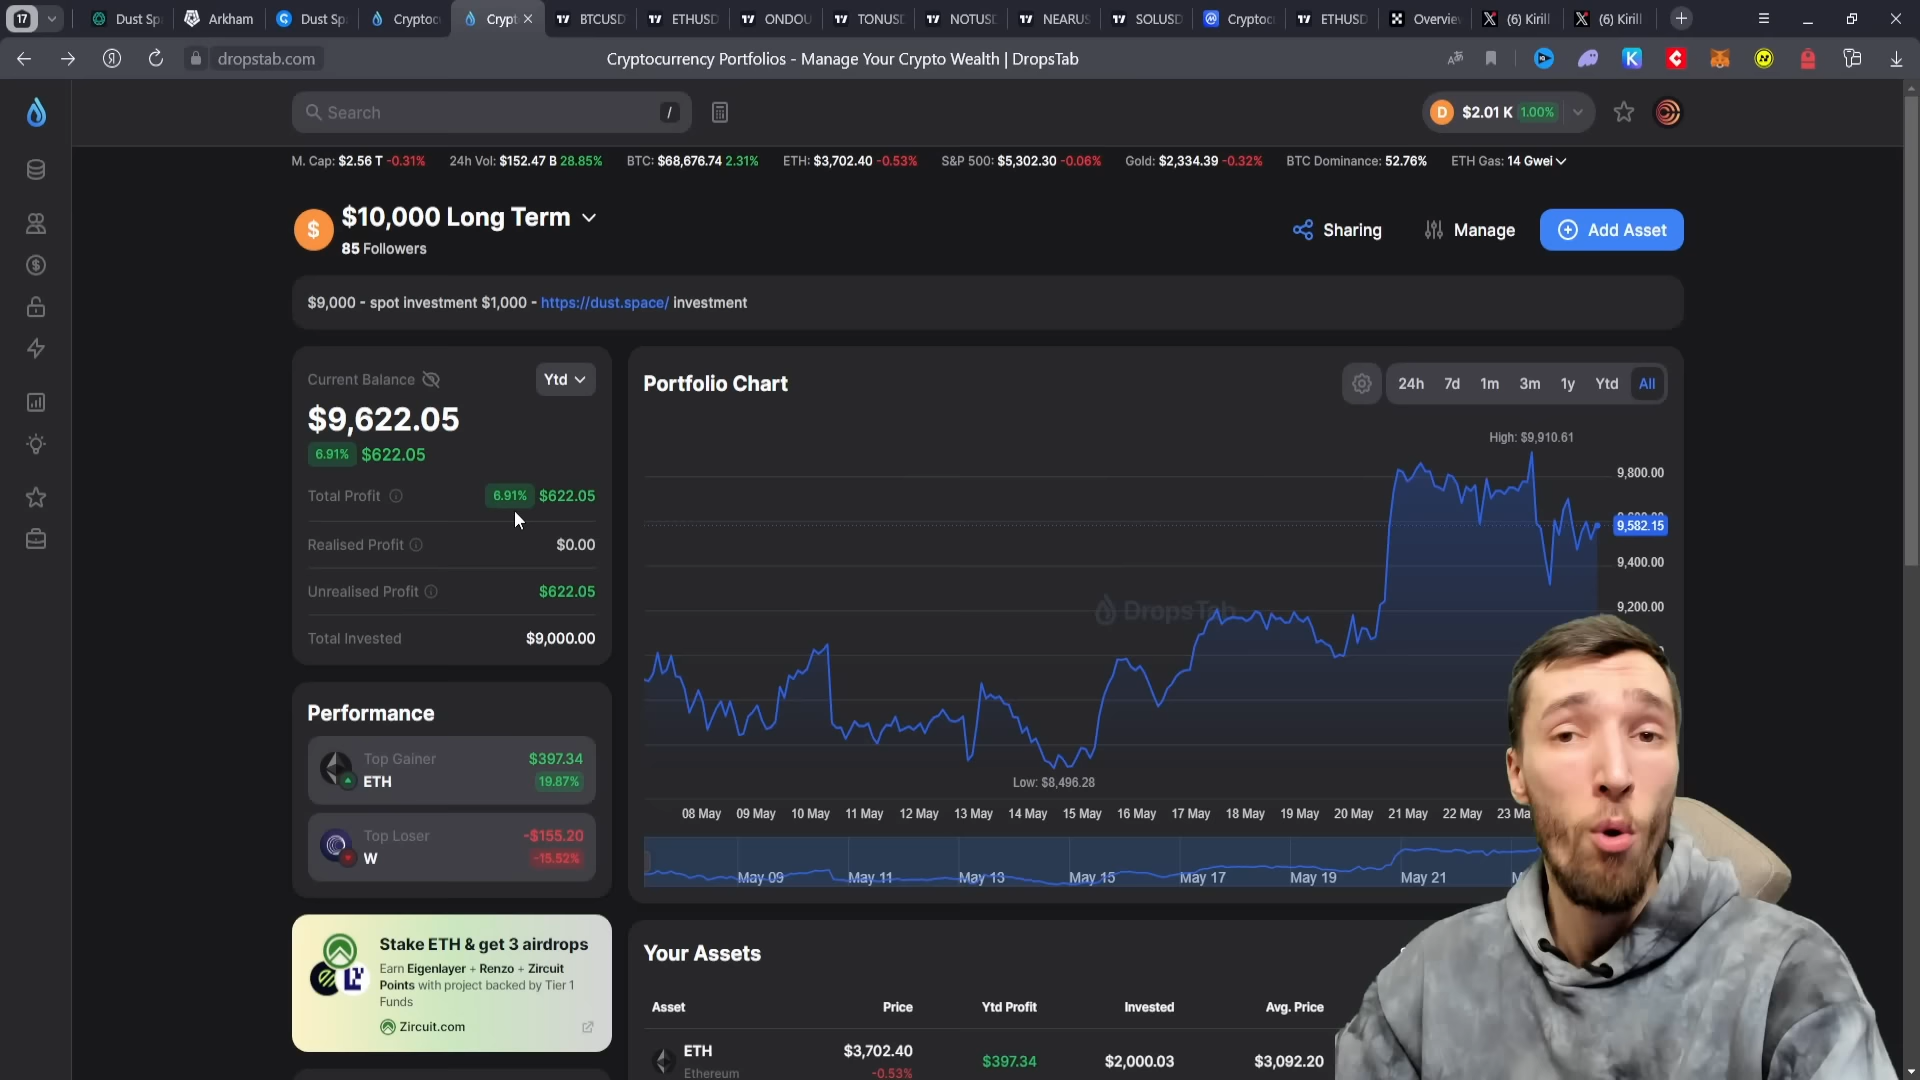 17
Dust Sp
Arkham
Dust Sp
Cryptoc
Crypt
BTCUSD
ETHUSD
ONDOU
TONUSD
NOTUSD
NEARUS
SOLUSD
Cryptoc
ETHUSD
Overvie
(6) Kirill
(6) Kirill
dropstab.com
Cryptocurrency Portfolios - Manage Your Crypto Wealth | DropsTab
Search
/
D $2.01 K 1.00%
M. Cap: $2.56 T -0.31%
24h Vol: $152.47 B 28.85%
BTC: $68,676.74 2.31%
ETH: $3,702.40 -0.53%
S&P 500: $5,302.30 -0.06%
Gold: $2,334.39 -0.32%
BTC Dominance: 52.76%
ETH Gas: 14 Gwei
$
$10,000 Long Term
85 Followers
Sharing
Manage
Add Asset
$9,000 - spot investment $1,000 - https://dust.space/ investment
Current Balance
Ytd
$9,622.05
6.91% $622.05
Total Profit 6.91% $622.05
Realised Profit $0.00
Unrealised Profit $622.05
Total Invested $9,000.00
Portfolio Chart
24h 7d 1m 3m 1y Ytd All
High: $9,910.61
9,800.00
9,582.15
9,400.00
9,200.00
DropsTab
Low: $8,496.28
08 May 09 May 10 May 11 May 12 May 13 May 14 May 15 May 16 May 17 May 18 May 19 May 20 May 21 May 22 May 23 Ma
May 09 May 11 May 13 May 15 May 17 May 19 May 21 M
Performance
Top Gainer $397.34
ETH 19.87%
Top Loser -$155.20
W -15.52%
Stake ETH & get 3 airdrops
Earn Eigenlayer + Renzo + Zircuit
Points with project backed by Tier 1
Funds
Zircuit.com
Your Assets
Asset Price Ytd Profit Invested Avg. Price
ETH $3,702.40 $397.34 $2,000.03 $3,092.20
Ethereum -0.53%